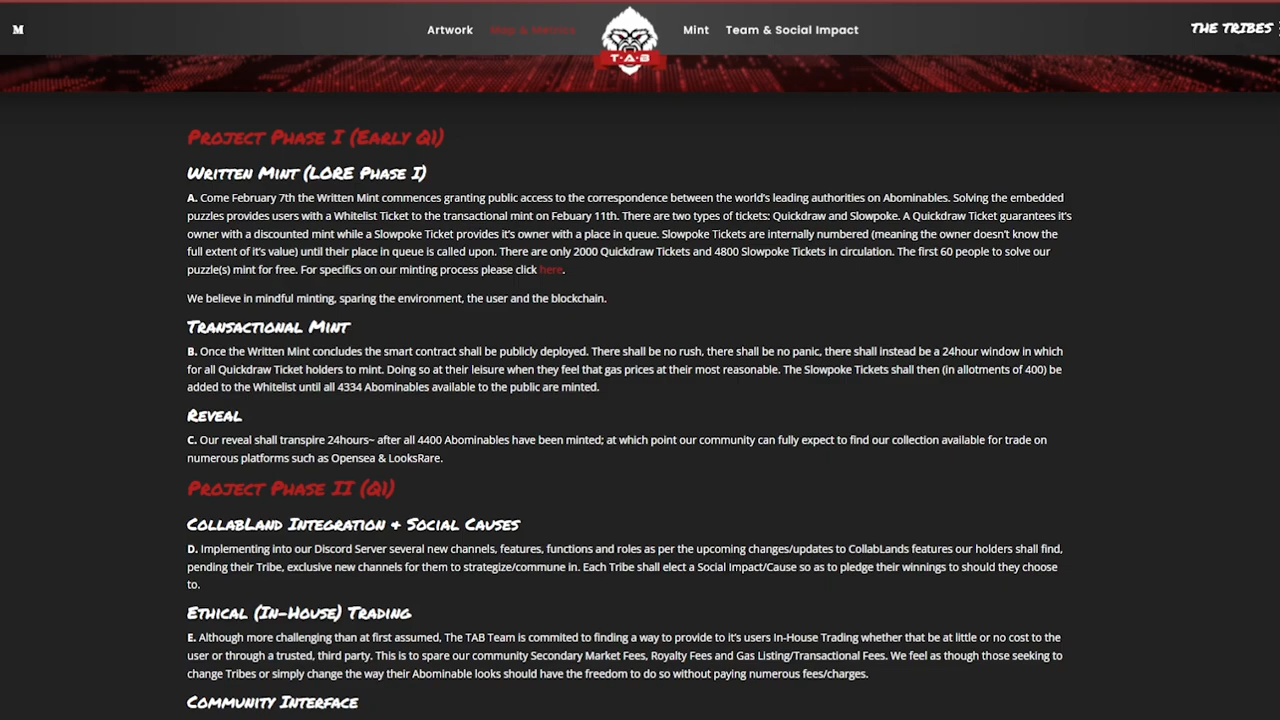 M
Artwork
Map & Metrics
T·A·B
Mint
Team & Social Impact
THE TRIBES
Project Phase I (Early Q1)
Written Mint (LORE Phase I)
A. Come February 7th the Written Mint commences granting public access to the correspondence between the world's leading authorities on Abominables. Solving the embedded
puzzles provides users with a Whitelist Ticket to the transactional mint on Febuary 11th. There are two types of tickets: Quickdraw and Slowpoke. A Quickdraw Ticket guarantees it's
owner with a discounted mint while a Slowpoke Ticket provides it's owner with a place in queue. Slowpoke Tickets are internally numbered (meaning the owner doesn't know the
full extent of it's value) until their place in queue is called upon. There are only 2000 Quickdraw Tickets and 4800 Slowpoke Tickets in circulation. The first 60 people to solve our
puzzle(s) mint for free. For specifics on our minting process please click here.
We believe in mindful minting, sparing the environment, the user and the blockchain.
Transactional Mint
B. Once the Written Mint concludes the smart contract shall be publicly deployed. There shall be no rush, there shall be no panic, there shall instead be a 24hour window in which
for all Quickdraw Ticket holders to mint. Doing so at their leisure when they feel that gas prices at their most reasonable. The Slowpoke Tickets shall then (in allotments of 400) be
added to the Whitelist until all 4334 Abominables available to the public are minted.
Reveal
C. Our reveal shall transpire 24hours~ after all 4400 Abominables have been minted; at which point our community can fully expect to find our collection available for trade on
numerous platforms such as Opensea & LooksRare.
Project Phase II (Q1)
CollabLand Integration + Social Causes
D. Implementing into our Discord Server several new channels, features, functions and roles as per the upcoming changes/updates to CollabLands features our holders shall find,
pending their Tribe, exclusive new channels for them to strategize/commune in. Each Tribe shall elect a Social Impact/Cause so as to pledge their winnings to should they choose
to.
Ethical (In-House) Trading
E. Although more challenging than at first assumed, The TAB Team is commited to finding a way to provide to it's users In-House Trading whether that be at little or no cost to the
user or through a trusted, third party. This is to spare our community Secondary Market Fees, Royalty Fees and Gas Listing/Transactional Fees. We feel as though those seeking to
change Tribes or simply change the way their Abominable looks should have the freedom to do so without paying numerous fees/charges.
Community Interface